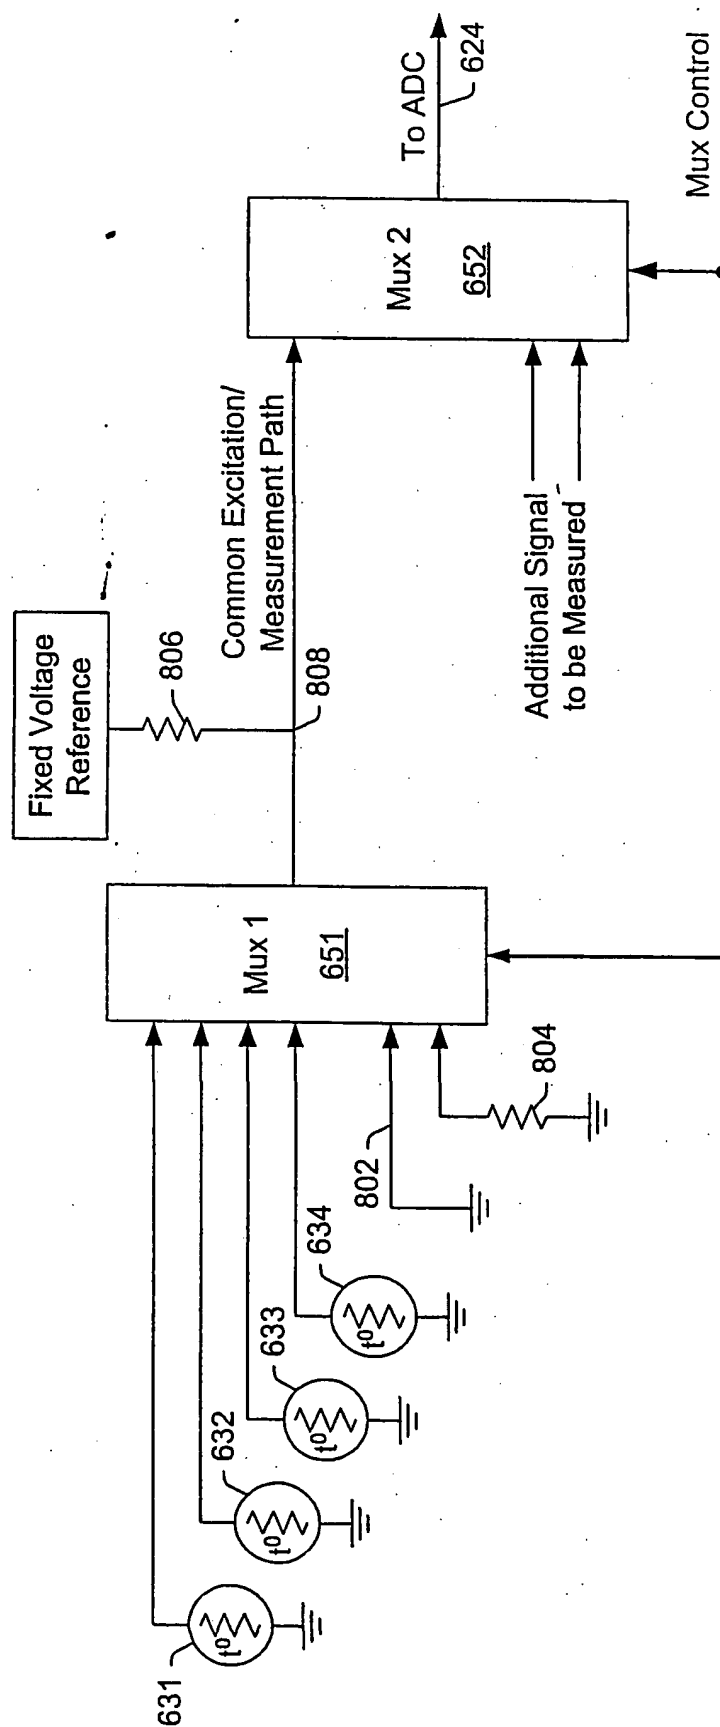 Fixed Voltage
Reference
806
Common Excitation/
Measurement Path
808
Mux 1
651
Mux 2
652
To ADC
624
Additional Signal
to be Measured
Mux Control
631
t⁰
632
t⁰
633
t⁰
634
t⁰
802
804